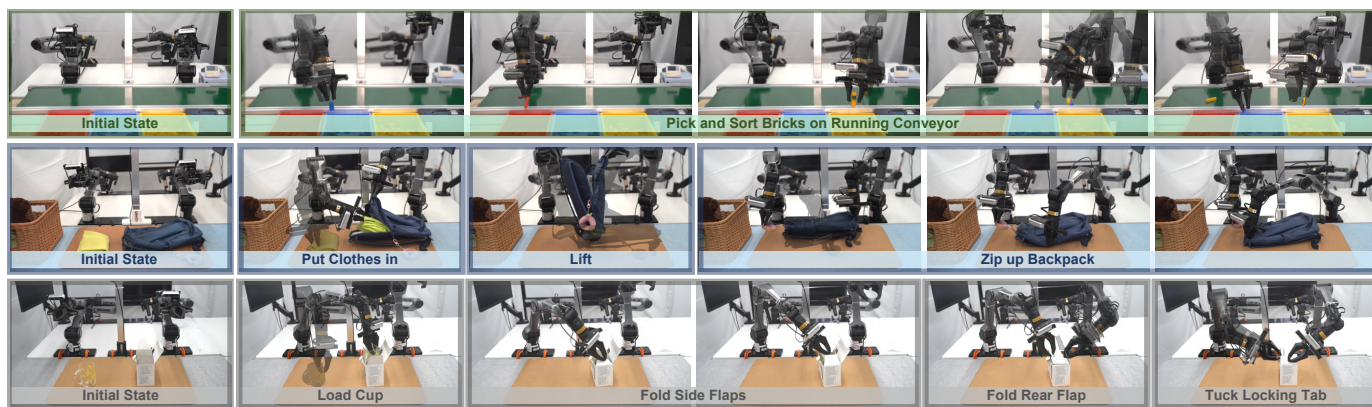 Initial State
Pick and Sort Bricks on Running Conveyor
Initial State
Put Clothes in
Lift
Zip up Backpack
Initial State
Load Cup
Fold Side Flaps
Fold Rear Flap
Tuck Locking Tab